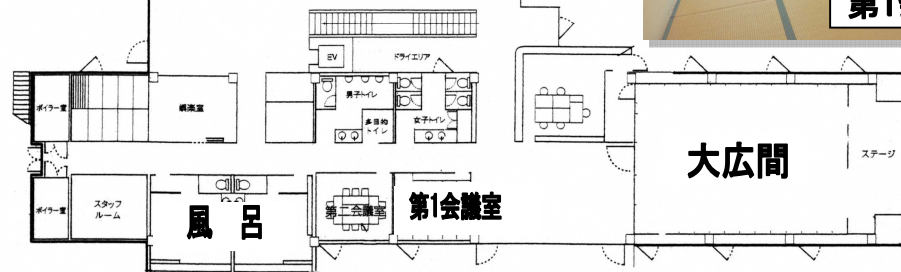 第1
EV
ドライエリア
ボイラー室
娯楽室
男子トイレ
多目的
トイレ
女子トイレ
大広間
ステージ
ボイラー室
スタッフ
ルーム
風 呂
第二会議室
第1会議室